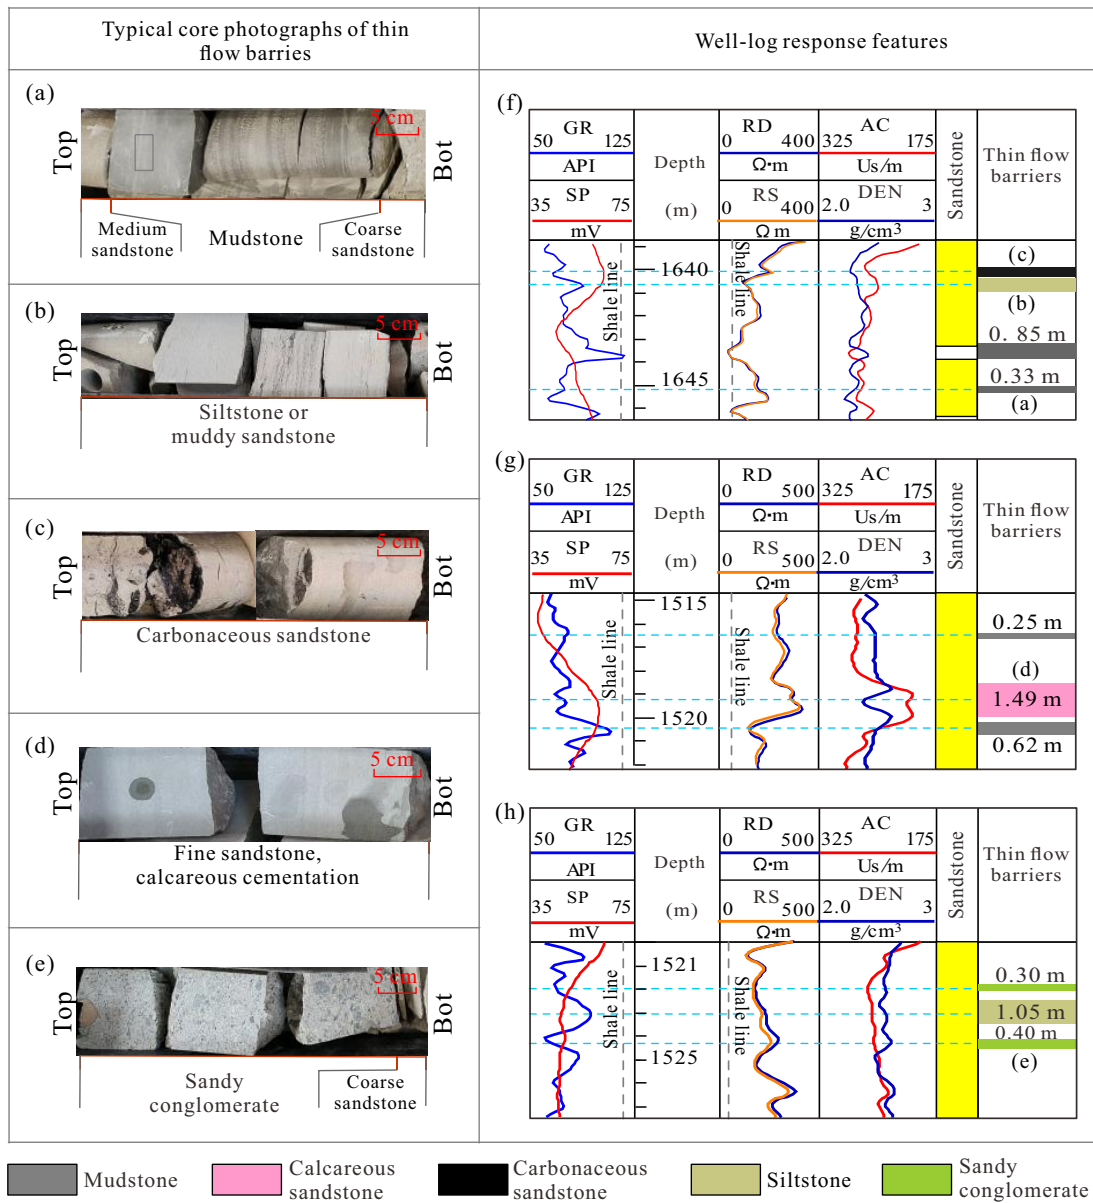 Typical core photographs of thin
flow barries
Well-log response features
(a)
Top
5 cm
Bot
Medium
sandstone
Mudstone
Coarse
sandstone
(b)
Top
5 cm
Bot
Siltstone or
muddy sandstone
(c)
Top
5 cm
Bot
Carbonaceous sandstone
(d)
Top
5 cm
Bot
Fine sandstone,
calcareous cementation
(e)
Top
5 cm
Bot
Sandy
conglomerate
Coarse
sandstone
(f)
GR
50 125
API
SP
35 75
mV
Depth
(m)
RD
0 400
Ω·m
RS
0 400
Ω m
AC
325 175
Us/m
DEN
2.0 3
g/cm³
Sandstone
Thin flow
barriers
Shale line
1640
1645
Shale line
(c)
(b)
0. 85 m
0.33 m
(a)
(g)
GR
50 125
API
SP
35 75
mV
Depth
(m)
RD
0 500
Ω·m
RS
0 500
Ω·m
AC
325 175
Us/m
DEN
2.0 3
g/cm³
Sandstone
Thin flow
barriers
Shale line
1515
1520
Shale line
0.25 m
(d)
1.49 m
0.62 m
(h)
GR
50 125
API
SP
35 75
mV
Depth
(m)
RD
0 500
Ω·m
RS
0 500
Ω·m
AC
325 175
Us/m
DEN
2.0 3
g/cm³
Sandstone
Thin flow
barriers
Shale line
1521
1525
Shale line
0.30 m
1.05 m
0.40 m
(e)
Mudstone
Calcareous
sandstone
Carbonaceous
sandstone
Siltstone
Sandy
conglomerate